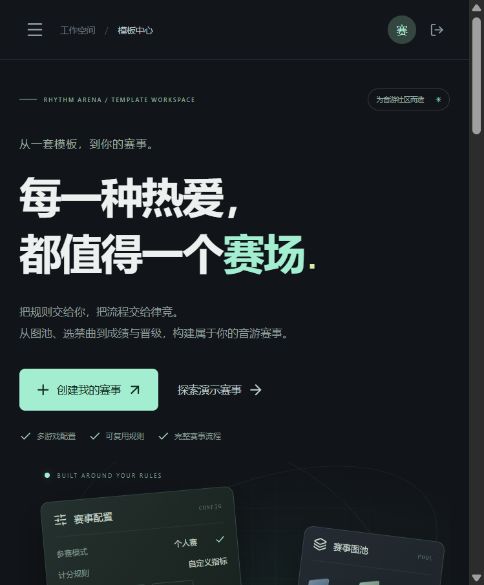 工作空间 / 模板中心
赛
RHYTHM ARENA / TEMPLATE WORKSPACE
为音游社区而造
从一套模板，到你的赛事。
每一种热爱，
都值得一个赛场.
把规则交给你，把流程交给律竞。
从图池、选禁曲到成绩与晋级，构建属于你的音游赛事。
创建我的赛事
探索演示赛事
多游戏配置
可复用规则
完整赛事流程
BUILT AROUND YOUR RULES
赛事配置
CONFIG
参赛模式
个人赛
计分规则
自定义指标
赛事图池
POOL